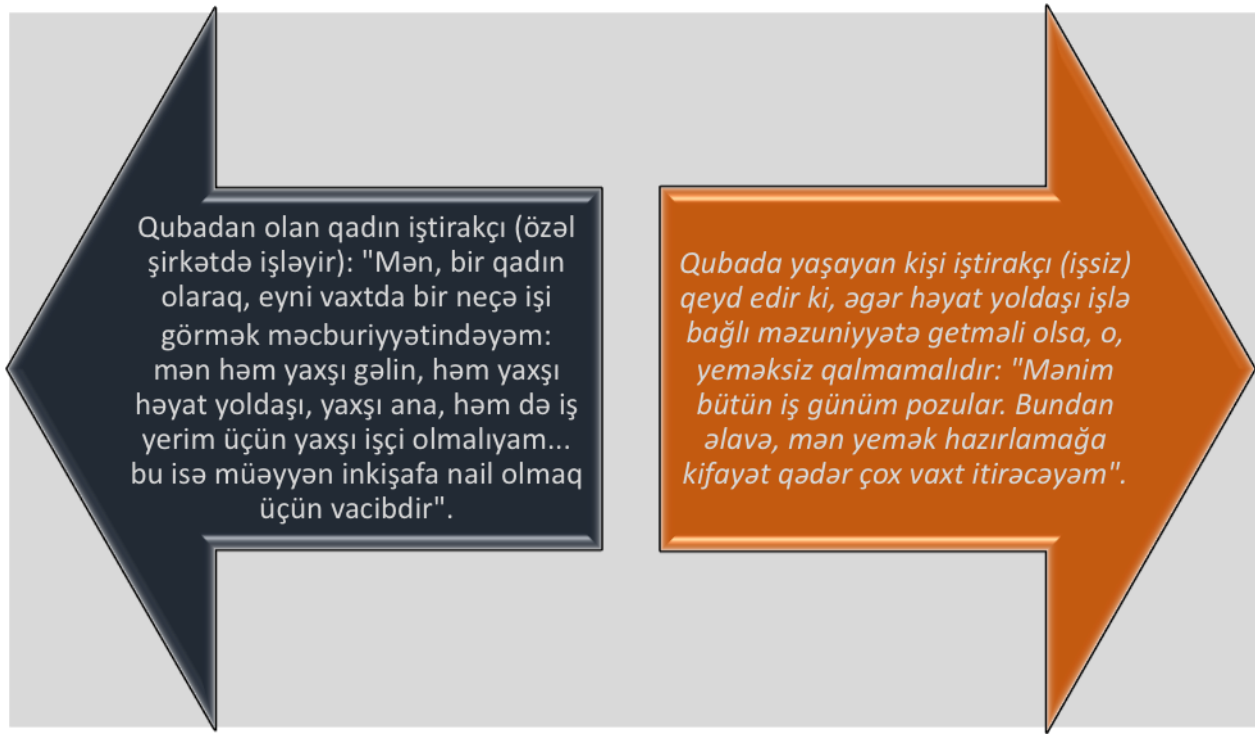 Qubadan olan qadın iştirakçı (özəl
şirkətdə işləyir): "Mən, bir qadın
olaraq, eyni vaxtda bir neçə işi
görmək məcburiyyətindəyəm:
mən həm yaxşı gəlin, həm yaxşı
həyat yoldaşı, yaxşı ana, həm də iş
yerim üçün yaxşı işçi olmalıyam...
bu isə müəyyən inkişafa nail olmaq
üçün vacibdir".
Qubada yaşayan kişi iştirakçı (işsiz)
qeyd edir ki, əgər həyat yoldaşı işlə
bağlı məzuniyyətə getməli olsa, o,
yeməksiz qalmamalıdır: "Mənim
bütün iş günüm pozular. Bundan
əlavə, mən yemək hazırlamağa
kifayət qədər çox vaxt itirəcəyəm".